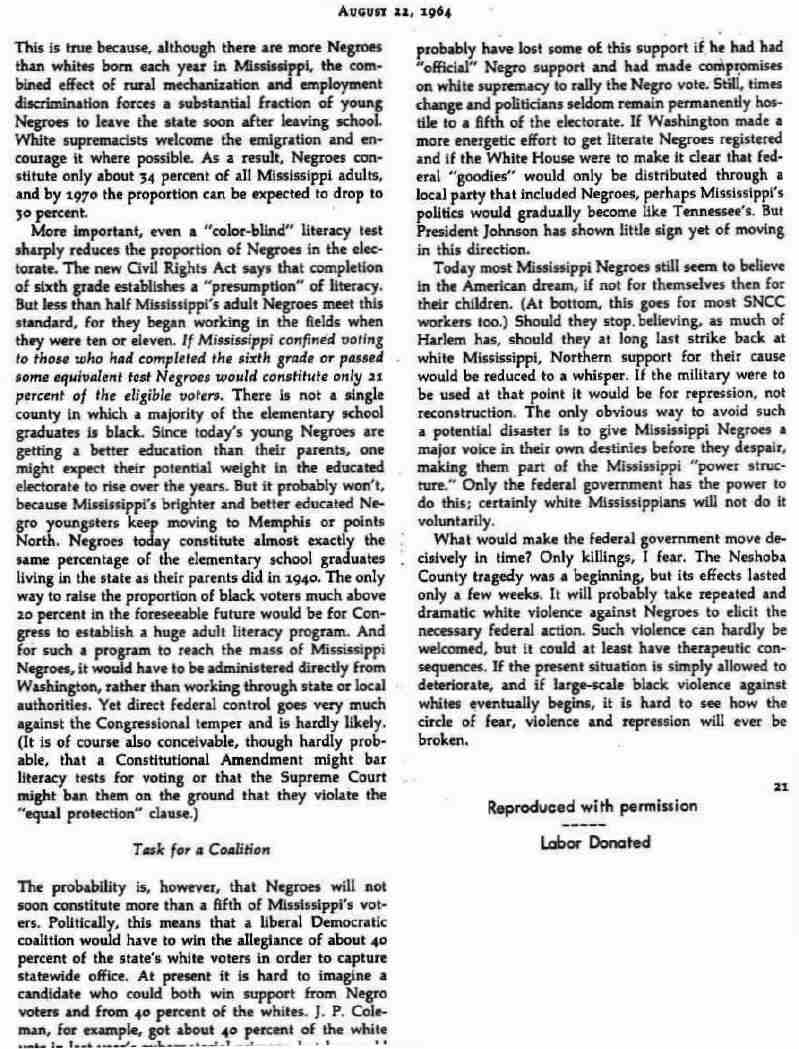 AUGUST 22, 1964
This is true because, although there are more Negroes
than whites born each year in Mississippi, the com-
bined effect of rural mechanization and employment
discrimination forces a substantial fraction of young
Negroes to leave the state soon after leaving school.
White supremacists welcome the emigration and en-
courage it where possible. As a result, Negroes con-
stitute only about 34 percent of all Mississippi adults,
and by 1970 the proportion can be expected to drop to
30 percent.
More important, even a "color-blind" literacy test
sharply reduces the proportion of Negroes in the elec-
torate. The new Civil Rights Act says that completion
of sixth grade establishes a "presumption" of literacy.
But less than half Mississippi's adult Negroes meet this
standard, for they began working in the fields when
they were ten or eleven. If Mississippi confined voting
to those who had completed the sixth grade or passed
some equivalent test Negroes would constitute only 21
percent of the eligible voters. There is not a single
county in which a majority of the elementary school
graduates is black. Since today's young Negroes are
getting a better education than their parents, one
might expect their potential weight in the educated
electorate to rise over the years. But it probably won't,
because Mississippi's brighter and better educated Ne-
gro youngsters keep moving to Memphis or points
North. Negroes today constitute almost exactly the
same percentage of the elementary school graduates
living in the state as their parents did in 1940. The only
way to raise the proportion of black voters much above
20 percent in the foreseeable future would be for Con-
gress to establish a huge adult literacy program. And
for such a program to reach the mass of Mississippi
Negroes, it would have to be administered directly from
Washington, rather than working through state or local
authorities. Yet direct federal control goes very much
against the Congressional temper and is hardly likely.
(It is of course also conceivable, though hardly prob-
able, that a Constitutional Amendment might bar
literacy tests for voting or that the Supreme Court
might ban them on the ground that they violate the
"equal protection" clause.)
Task for a Coalition
The probability is, however, that Negroes will not
soon constitute more than a fifth of Mississippi's vot-
ers. Politically, this means that a liberal Democratic
coalition would have to win the allegiance of about 40
percent of the state's white voters in order to capture
statewide office. At present it is hard to imagine a
candidate who could both win support from Negro
voters and from 40 percent of the whites. J. P. Cole-
man, for example, got about 40 percent of the white
probably have lost some of this support if he had had
"official" Negro support and had made compromises
on white supremacy to rally the Negro vote. Still, times
change and politicians seldom remain permanently hos-
tile to a fifth of the electorate. If Washington made a
more energetic effort to get literate Negroes registered
and if the White House were to make it clear that fed-
eral "goodies" would only be distributed through a
local party that included Negroes, perhaps Mississippi's
politics would gradually become like Tennessee's. But
President Johnson has shown little sign yet of moving
in this direction.
Today most Mississippi Negroes still seem to believe
in the American dream, if not for themselves then for
their children. (At bottom, this goes for most SNCC
workers too.) Should they stop believing, as much of
Harlem has, should they at long last strike back at
white Mississippi, Northern support for their cause
would be reduced to a whisper. If the military were to
be used at that point it would be for repression, not
reconstruction. The only obvious way to avoid such
a potential disaster is to give Mississippi Negroes a
major voice in their own destinies before they despair,
making them part of the Mississippi "power struc-
ture." Only the federal government has the power to
do this; certainly white Mississippians will not do it
voluntarily.
What would make the federal government move de-
cisively in time? Only killings, I fear. The Neshoba
County tragedy was a beginning, but its effects lasted
only a few weeks. It will probably take repeated and
dramatic white violence against Negroes to elicit the
necessary federal action. Such violence can hardly be
welcomed, but it could at least have therapeutic con-
sequences. If the present situation is simply allowed to
deteriorate, and if large-scale black violence against
whites eventually begins, it is hard to see how the
circle of fear, violence and repression will ever be
broken.
21
Reproduced with permission
Labor Donated